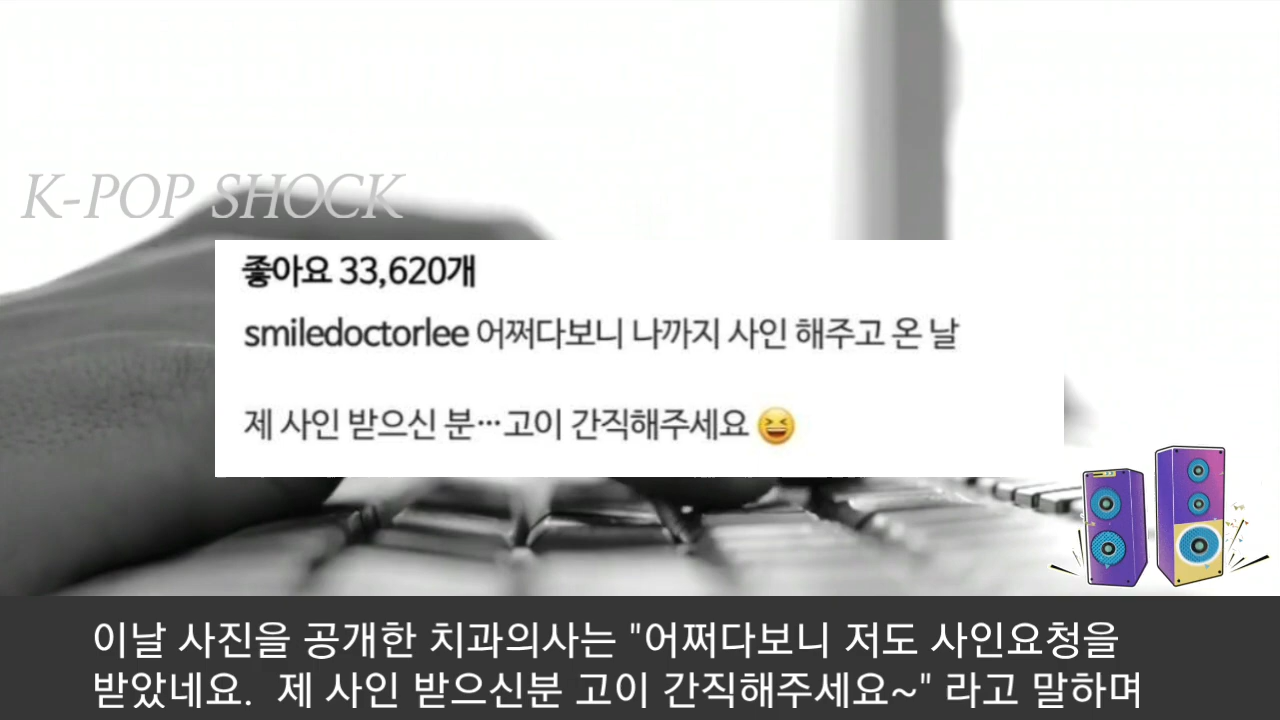 K-POP SHOCK
좋아요 33,620개
smiledoctorlee 어쩌다보니 나까지 사인 해주고 온 날
제 사인 받으신 분…고이 간직해주세요 😆
이날 사진을 공개한 치과의사는 "어쩌다보니 저도 사인요청을
받았네요.  제 사인 받으신분 고이 간직해주세요~" 라고 말하며